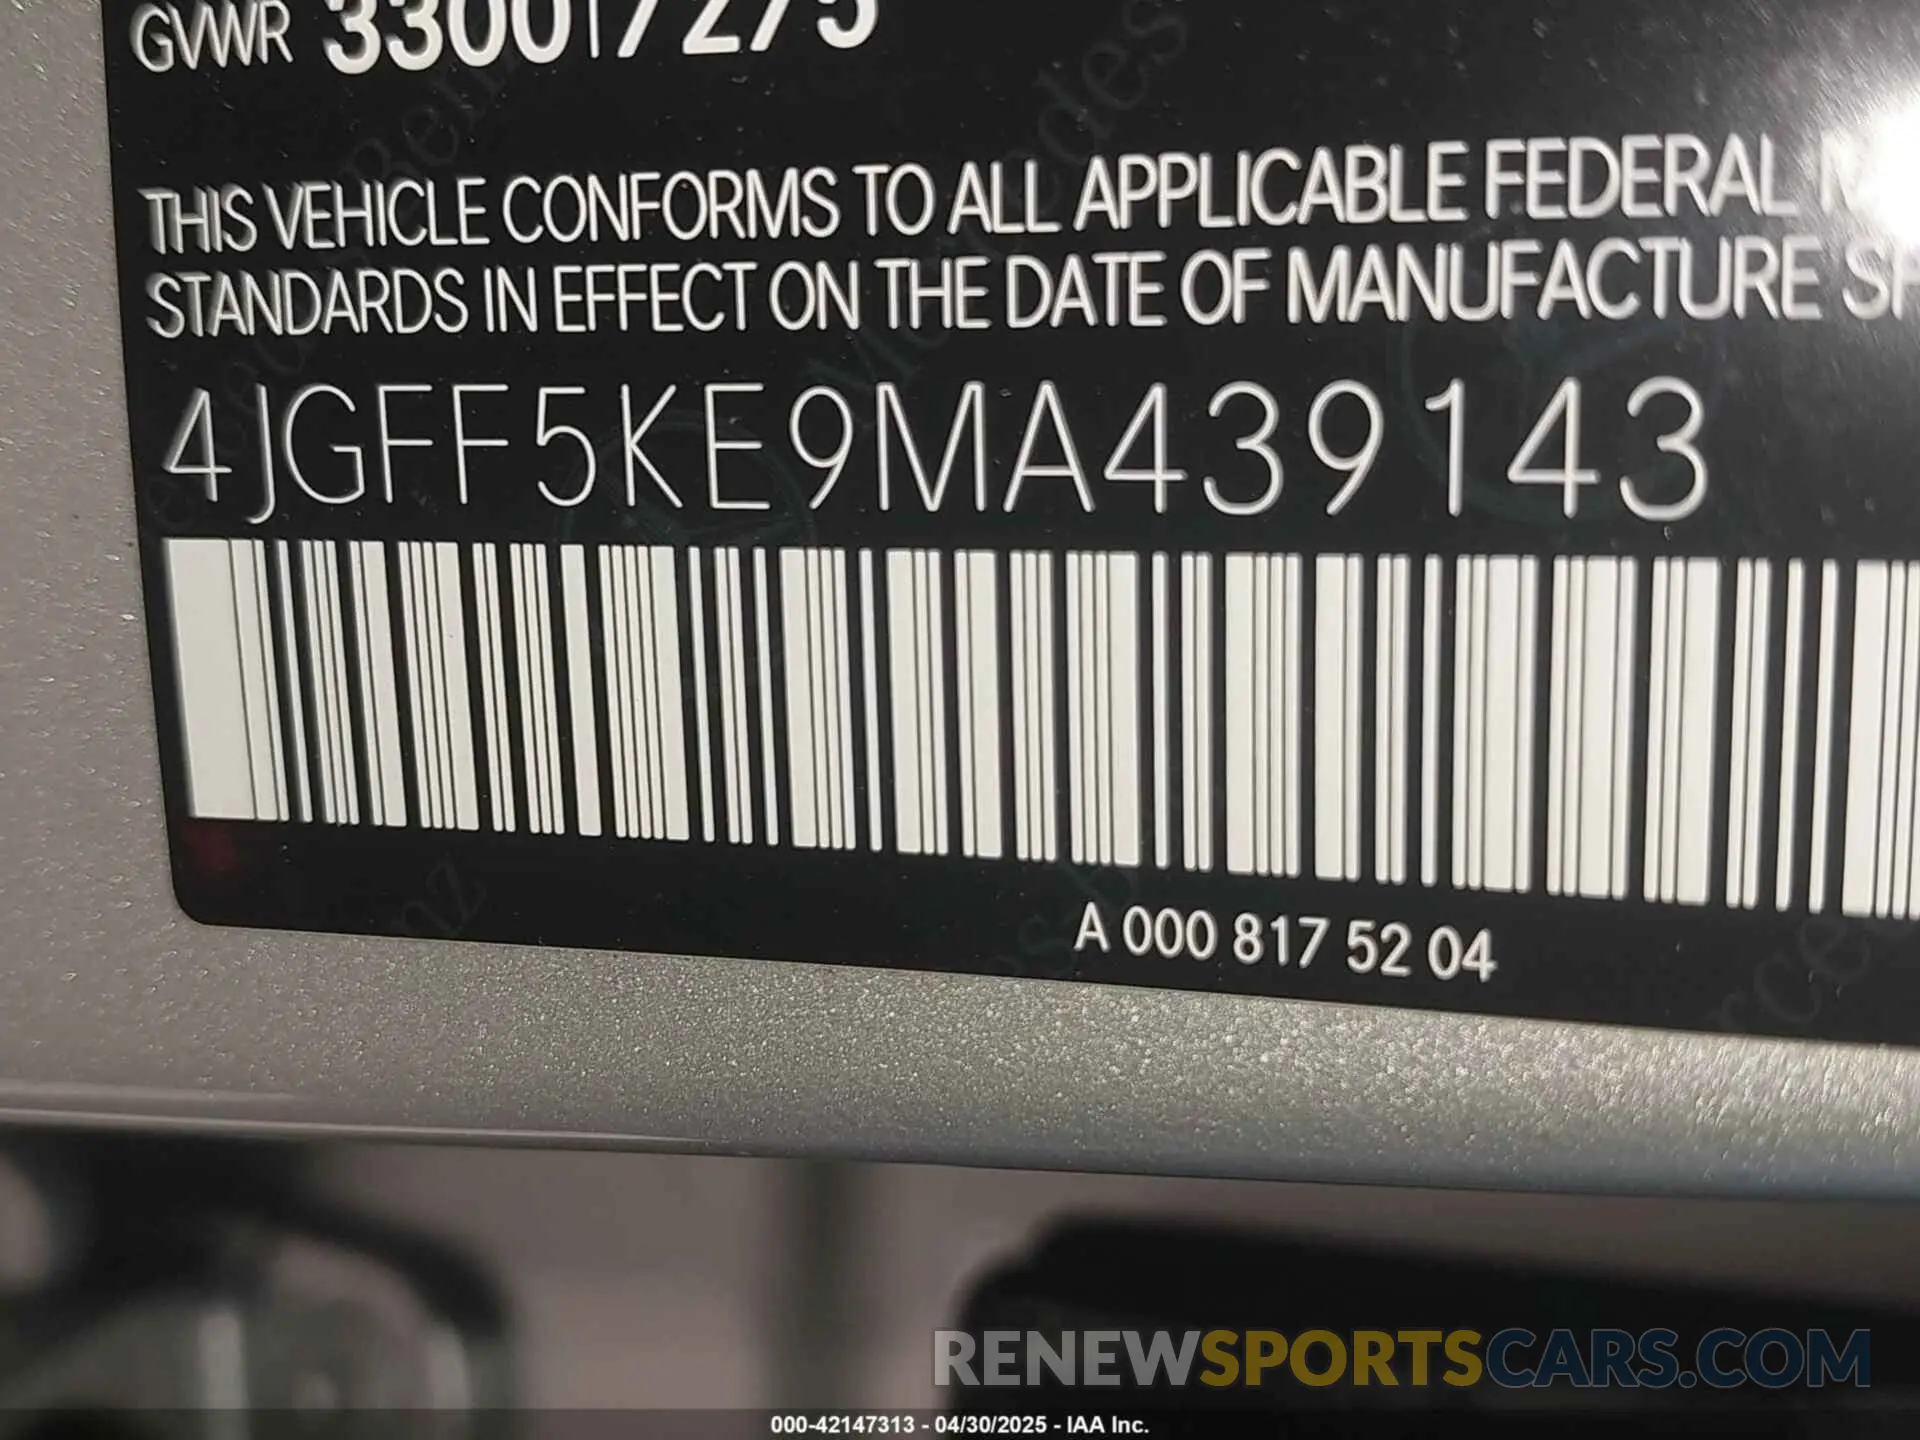 GVWR 3300 7275
THIS VEHICLE CONFORMS TO ALL APPLICABLE FEDERAL
STANDARDS IN EFFECT ON THE DATE OF MANUFACTURE
4JGFF5KE9MA439143
A 000 817 52 04
RENEWSPORTSCARS.COM
000-42147313 - 04/30/2025 - IAA Inc.